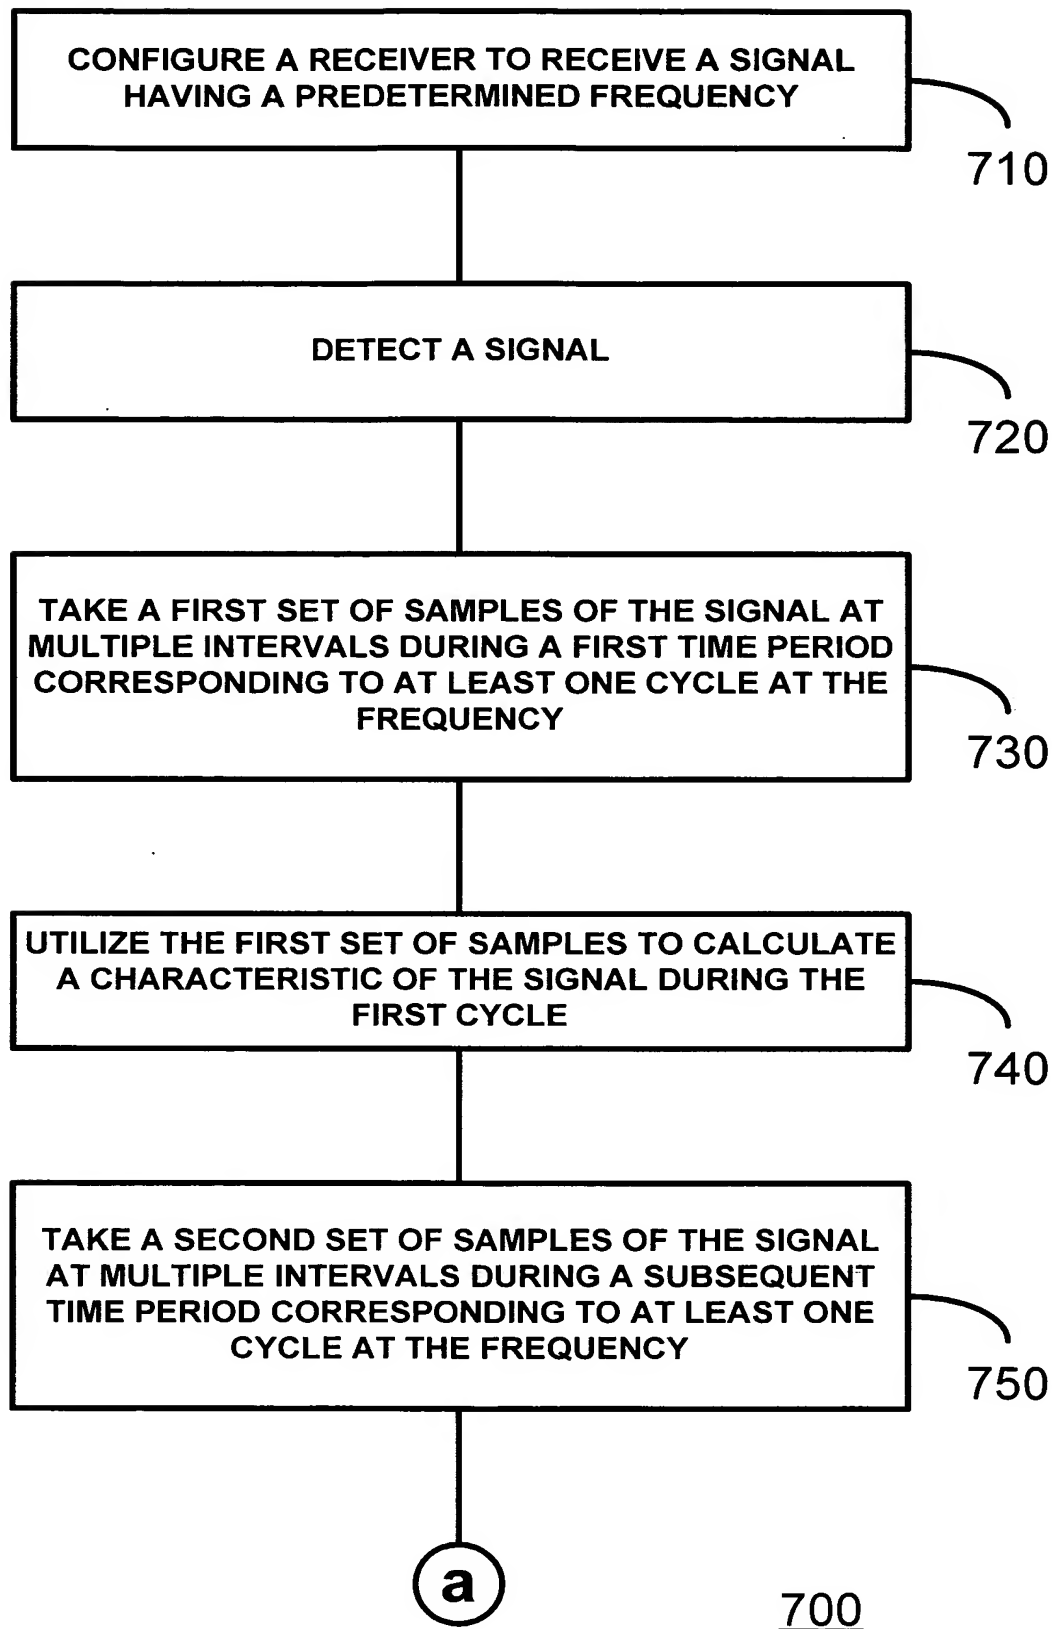 CONFIGURE A RECEIVER TO RECEIVE A SIGNAL
HAVING A PREDETERMINED FREQUENCY
710
DETECT A SIGNAL
720
TAKE A FIRST SET OF SAMPLES OF THE SIGNAL AT
MULTIPLE INTERVALS DURING A FIRST TIME PERIOD
CORRESPONDING TO AT LEAST ONE CYCLE AT THE
FREQUENCY
730
UTILIZE THE FIRST SET OF SAMPLES TO CALCULATE
A CHARACTERISTIC OF THE SIGNAL DURING THE
FIRST CYCLE
740
TAKE A SECOND SET OF SAMPLES OF THE SIGNAL
AT MULTIPLE INTERVALS DURING A SUBSEQUENT
TIME PERIOD CORRESPONDING TO AT LEAST ONE
CYCLE AT THE FREQUENCY
750
a
700